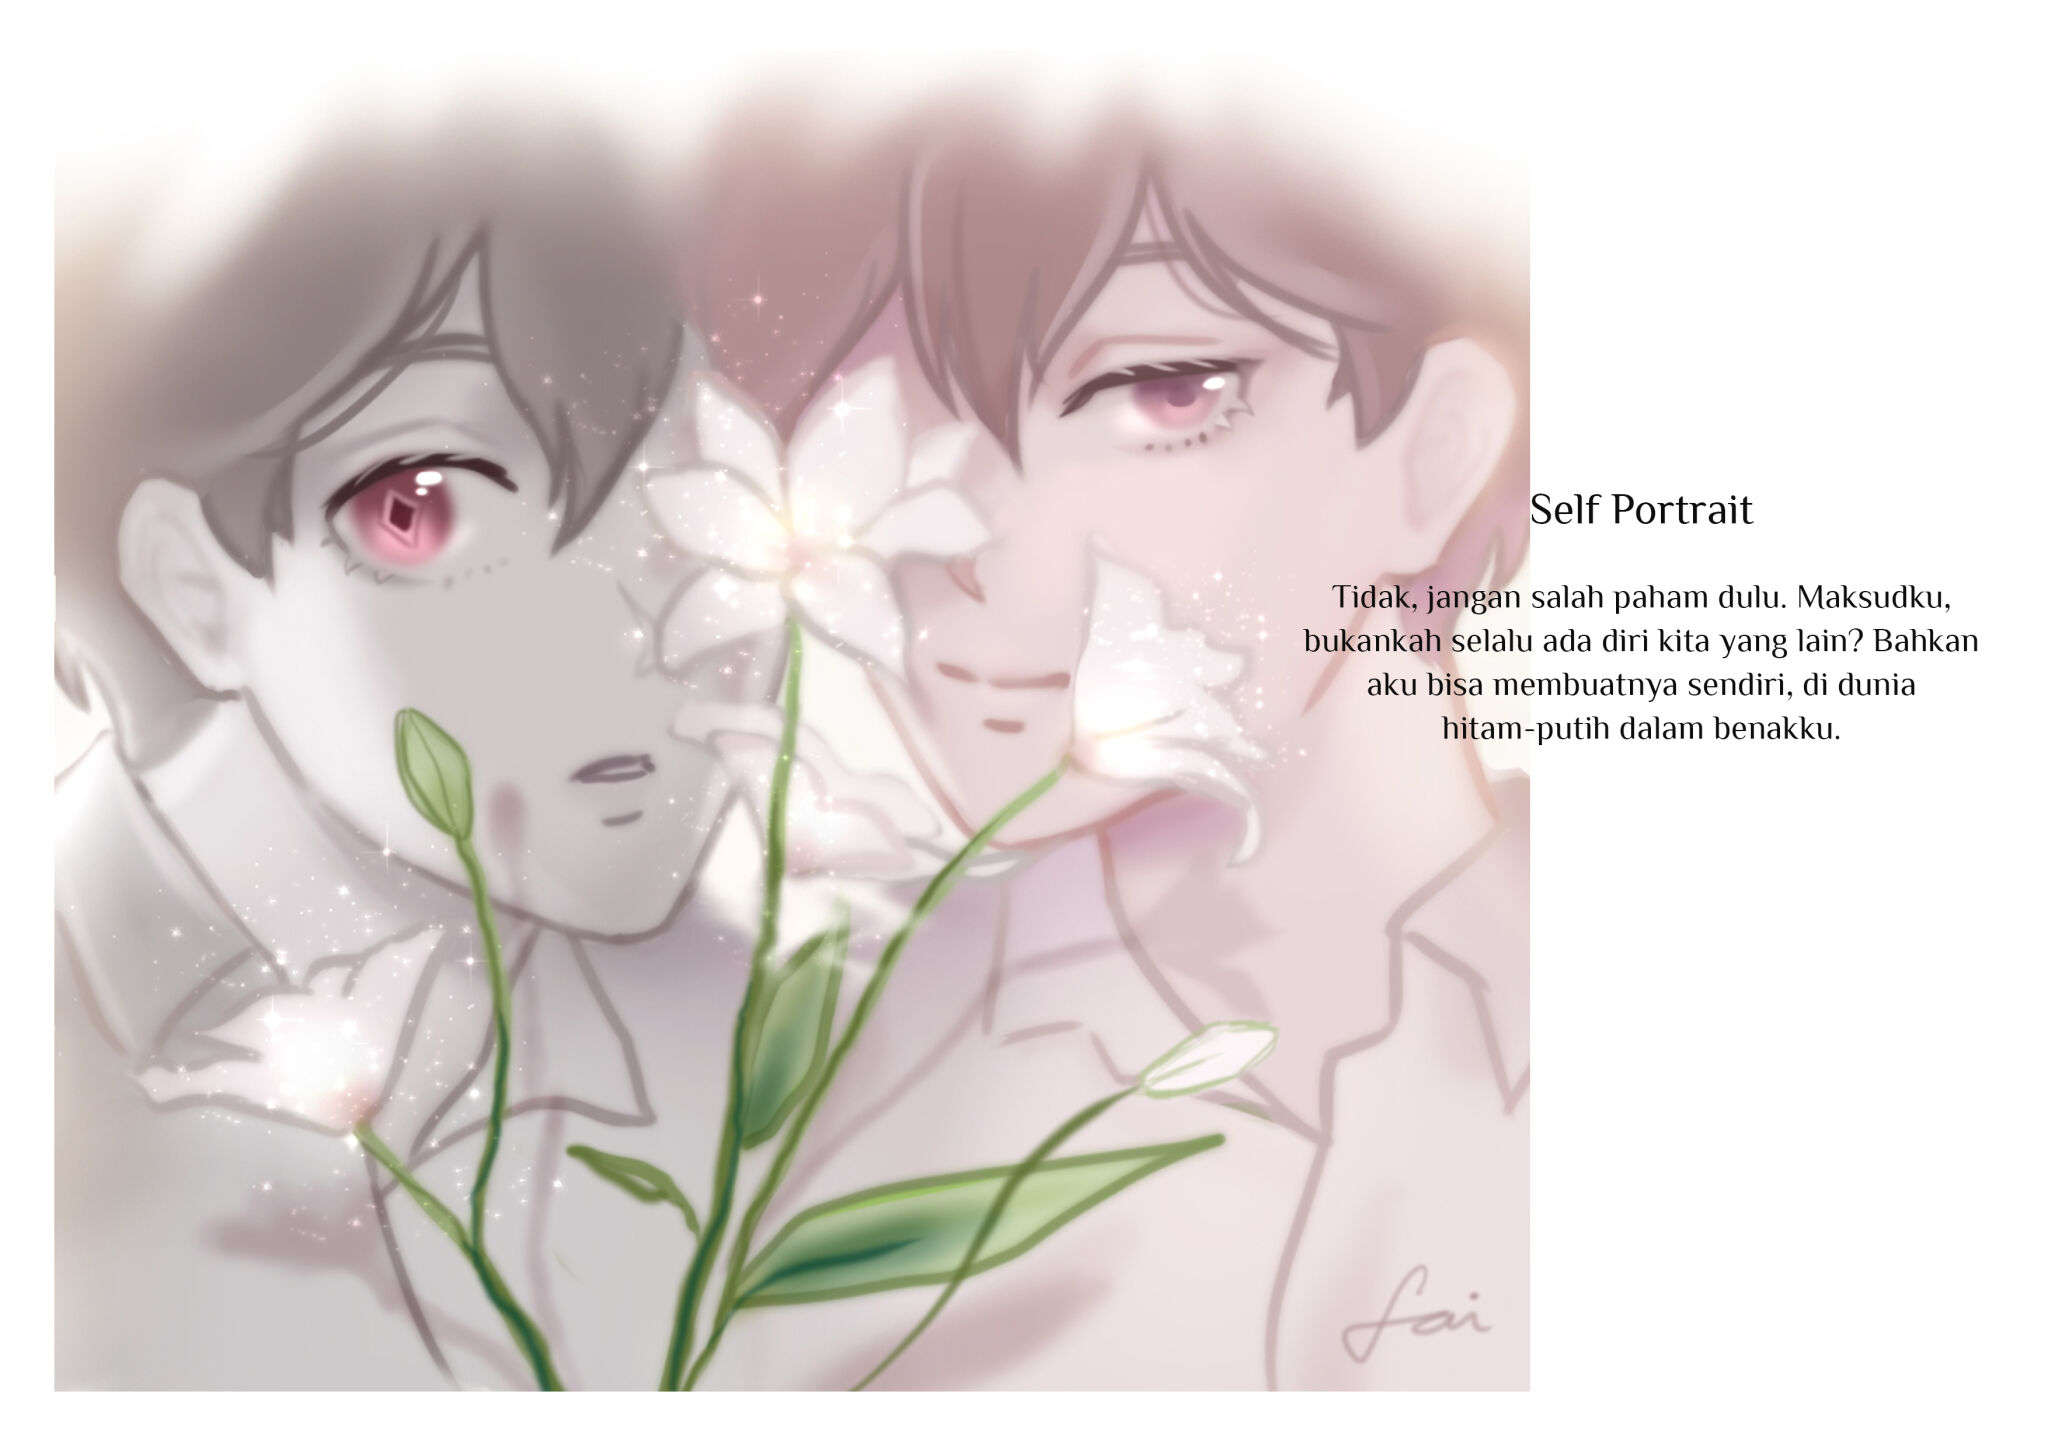 Self Portrait
Tidak, jangan salah paham dulu. Maksudku,
bukankah selalu ada diri kita yang lain? Bahkan
aku bisa membuatnya sendiri, di dunia
hitam-putih dalam benakku.
fai